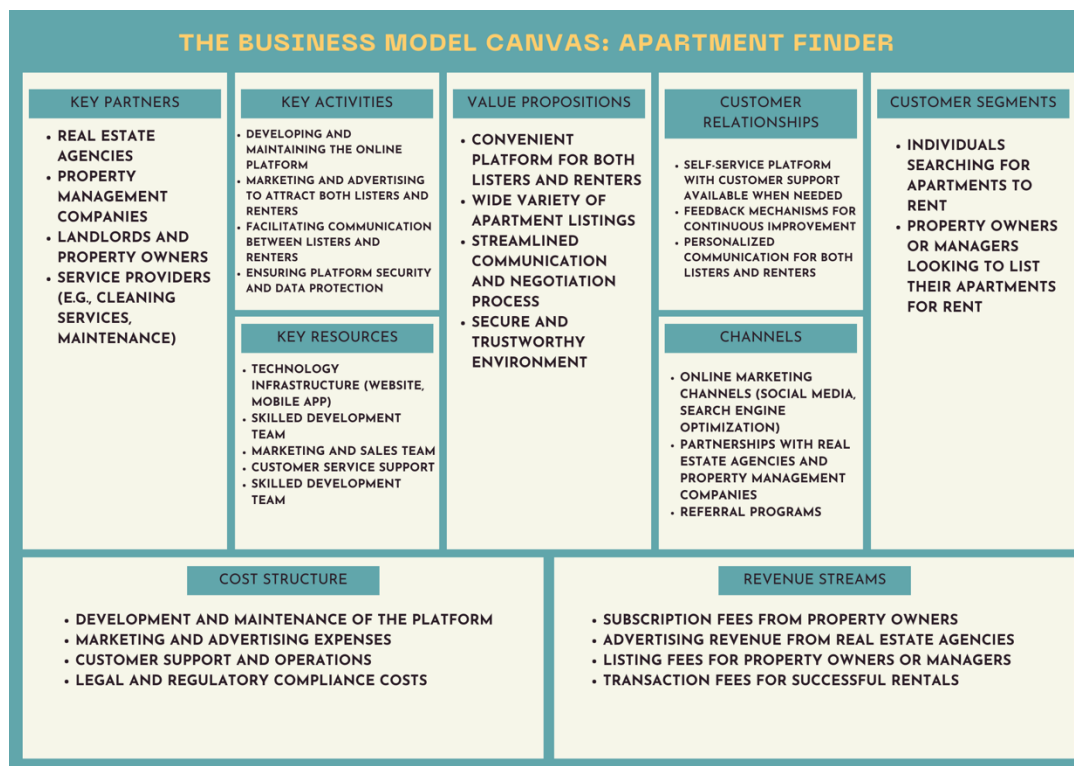 THE BUSINESS MODEL CANVAS: APARTMENT FINDER
KEY PARTNERS
• REAL ESTATE
AGENCIES
• PROPERTY
MANAGEMENT
COMPANIES
• LANDLORDS AND
PROPERTY OWNERS
• SERVICE PROVIDERS
(E.G., CLEANING
SERVICES,
MAINTENANCE)
KEY ACTIVITIES
• DEVELOPING AND
MAINTAINING THE ONLINE
PLATFORM
• MARKETING AND ADVERTISING
TO ATTRACT BOTH LISTERS AND
RENTERS
• FACILITATING COMMUNICATION
BETWEEN LISTERS AND
RENTERS
• ENSURING PLATFORM SECURITY
AND DATA PROTECTION
KEY RESOURCES
• TECHNOLOGY
INFRASTRUCTURE (WEBSITE,
MOBILE APP)
• SKILLED DEVELOPMENT
TEAM
• MARKETING AND SALES TEAM
• CUSTOMER SERVICE SUPPORT
• SKILLED DEVELOPMENT
TEAM
VALUE PROPOSITIONS
• CONVENIENT
PLATFORM FOR BOTH
LISTERS AND RENTERS
• WIDE VARIETY OF
APARTMENT LISTINGS
• STREAMLINED
COMMUNICATION
AND NEGOTIATION
PROCESS
• SECURE AND
TRUSTWORTHY
ENVIRONMENT
CUSTOMER
RELATIONSHIPS
• SELF-SERVICE PLATFORM
WITH CUSTOMER SUPPORT
AVAILABLE WHEN NEEDED
• FEEDBACK MECHANISMS FOR
CONTINUOUS IMPROVEMENT
• PERSONALIZED
COMMUNICATION FOR BOTH
LISTERS AND RENTERS
CHANNELS
• ONLINE MARKETING
CHANNELS (SOCIAL MEDIA,
SEARCH ENGINE
OPTIMIZATION)
• PARTNERSHIPS WITH REAL
ESTATE AGENCIES AND
PROPERTY MANAGEMENT
COMPANIES
• REFERRAL PROGRAMS
CUSTOMER SEGMENTS
• INDIVIDUALS
SEARCHING FOR
APARTMENTS TO
RENT
• PROPERTY OWNERS
OR MANAGERS
LOOKING TO LIST
THEIR APARTMENTS
FOR RENT
COST STRUCTURE
• DEVELOPMENT AND MAINTENANCE OF THE PLATFORM
• MARKETING AND ADVERTISING EXPENSES
• CUSTOMER SUPPORT AND OPERATIONS
• LEGAL AND REGULATORY COMPLIANCE COSTS
REVENUE STREAMS
• SUBSCRIPTION FEES FROM PROPERTY OWNERS
• ADVERTISING REVENUE FROM REAL ESTATE AGENCIES
• LISTING FEES FOR PROPERTY OWNERS OR MANAGERS
• TRANSACTION FEES FOR SUCCESSFUL RENTALS